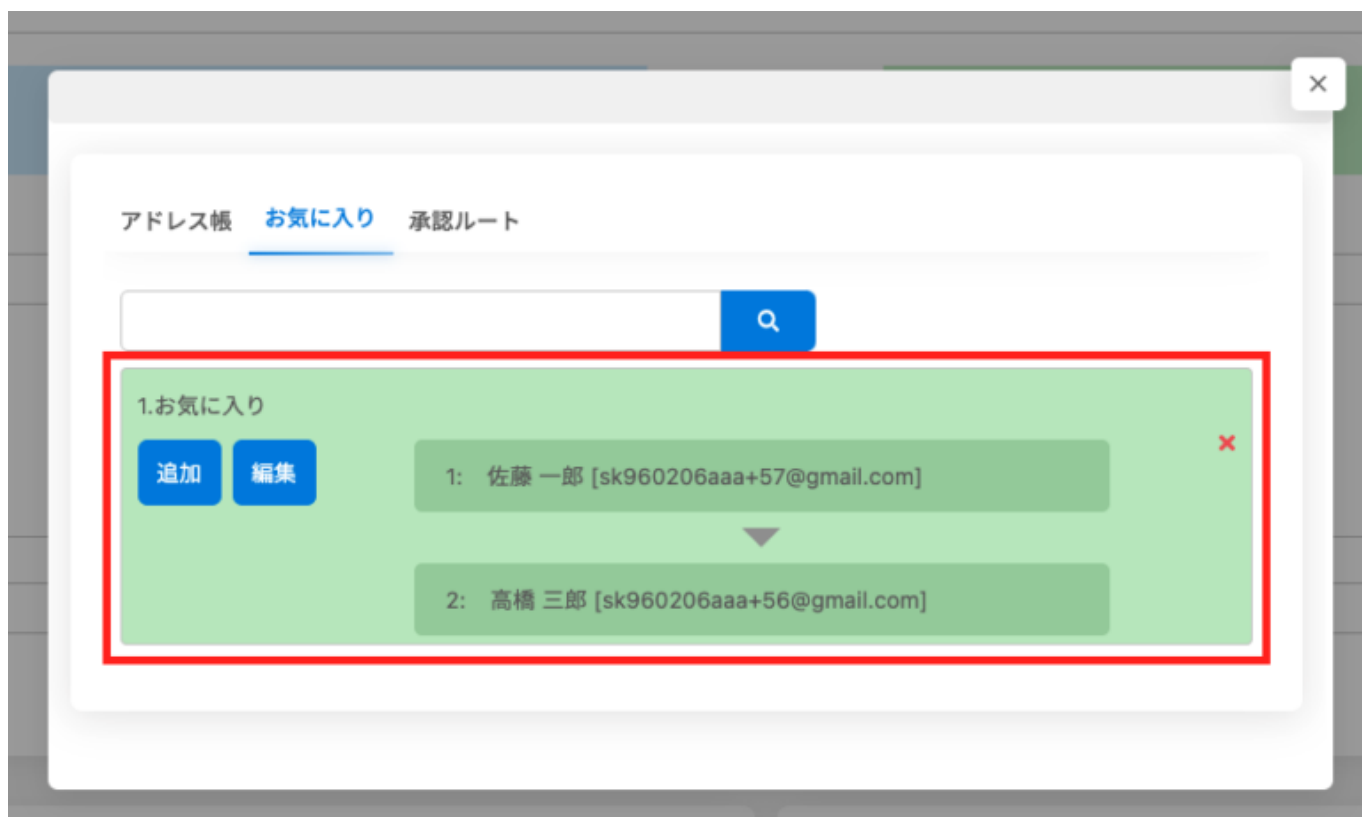 アドレス帳 お気に入り 承認ルート
1.お気に入り
追加 編集
1: 佐藤 一郎 [sk960206aaa+57@gmail.com]
2: 高橋 三郎 [sk960206aaa+56@gmail.com]